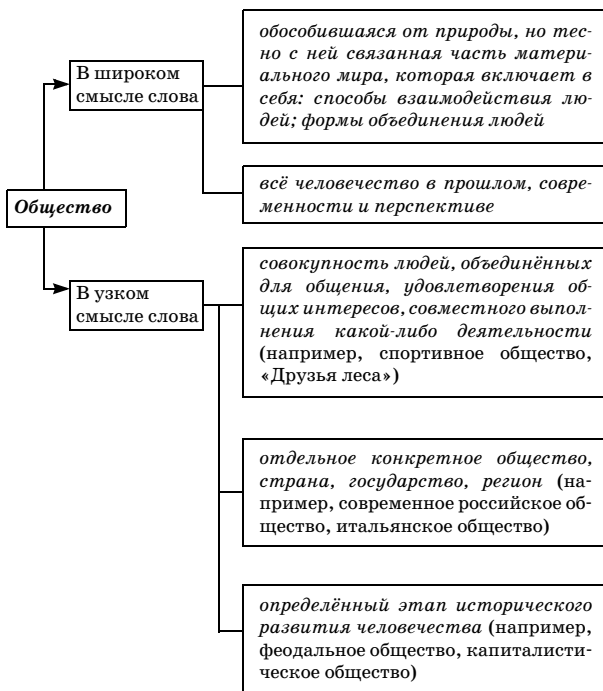 обособившаяся от природы, но тес-
но с ней связанная часть матери-
ального мира, которая включает в
себя: способы взаимодействия лю-
дей; формы объединения людей
В широком
смысле слова
всё человечество в прошлом, совре-
менности и перспективе
Общество
В узком
смысле слова
совокупность людей, объединённых
для общения, удовлетворения об-
щих интересов, совместного выпол-
нения какой-либо деятельности
(например, спортивное общество,
«Друзья леса»)
отдельное конкретное общество,
страна, государство, регион (на-
пример, современное российское об-
щество, итальянское общество)
определённый этап исторического
развития человечества (например,
феодальное общество, капиталисти-
ческое общество)